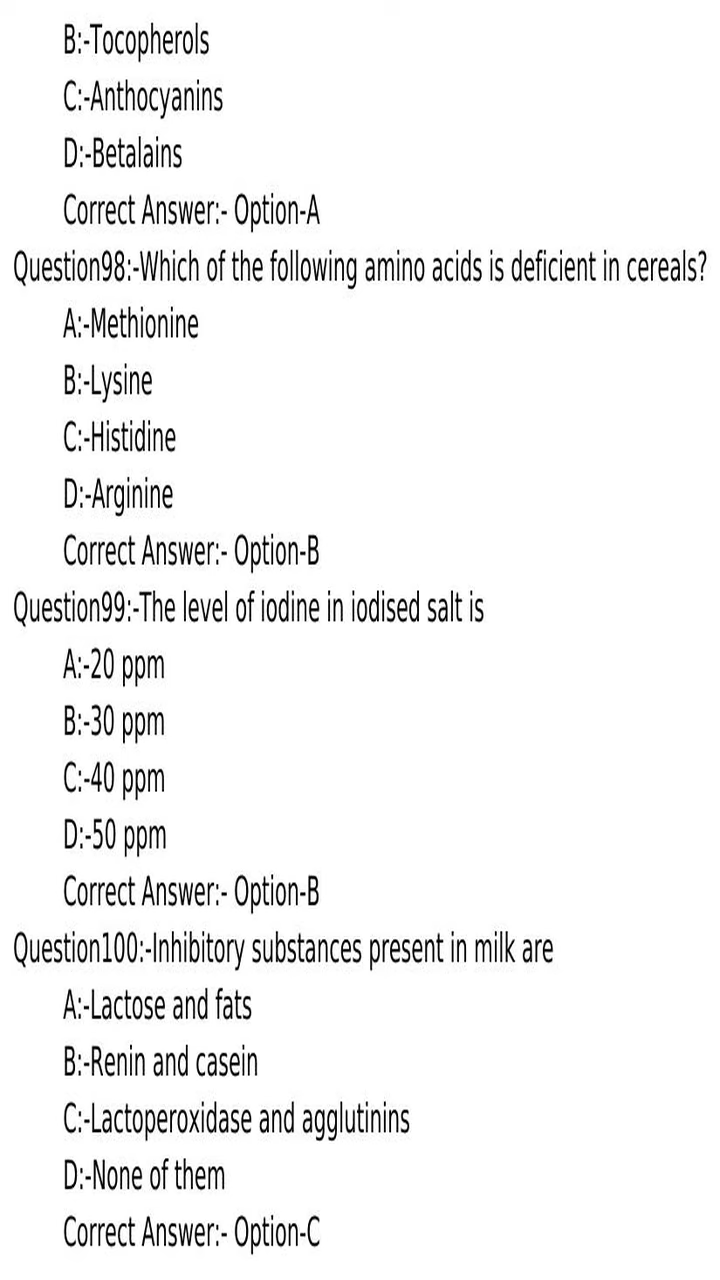 B:-Tocopherols
C:-Anthocyanins
D:-Betalains
Correct Answer:- Option-A
Question98:-Which of the following amino acids is deficient in cereals?
A:-Methionine
B:-Lysine
C:-Histidine
D:-Arginine
Correct Answer:- Option-B
Question99:-The level of iodine in iodised salt is
A:-20 ppm
B:-30 ppm
C:-40 ppm
D:-50 ppm
Correct Answer:- Option-B
Question100:-Inhibitory substances present in milk are
A:-Lactose and fats
B:-Renin and casein
C:-Lactoperoxidase and agglutinins
D:-None of them
Correct Answer:- Option-C